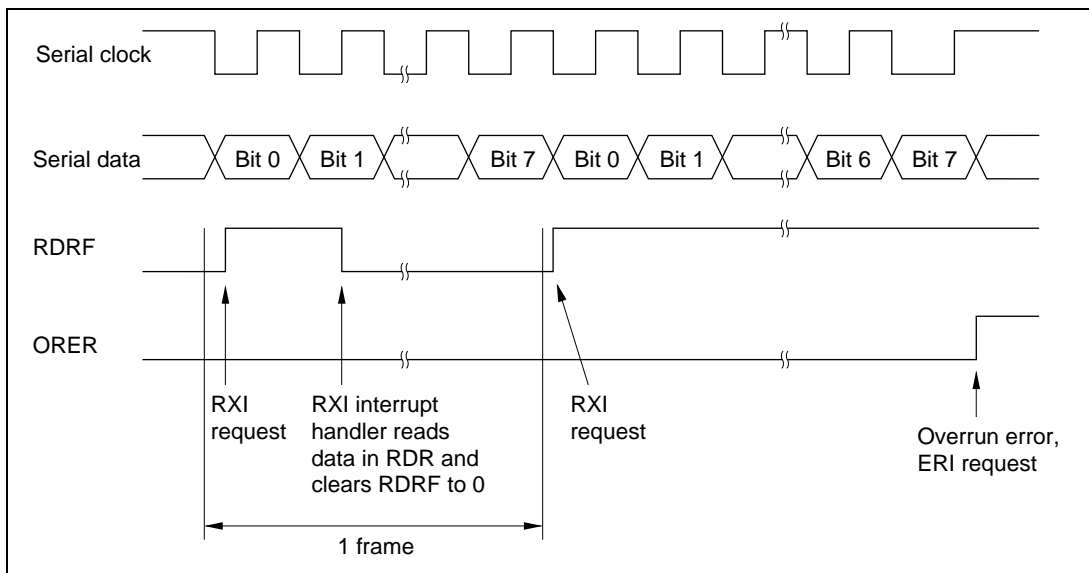 Serial clock
Serial data
Bit 0
Bit 1
Bit 7
Bit 0
Bit 1
Bit 6
Bit 7
RDRF
ORER
RXI
request
RXI interrupt
handler reads
data in RDR and
clears RDRF to 0
RXI
request
Overrun error,
ERI request
1 frame